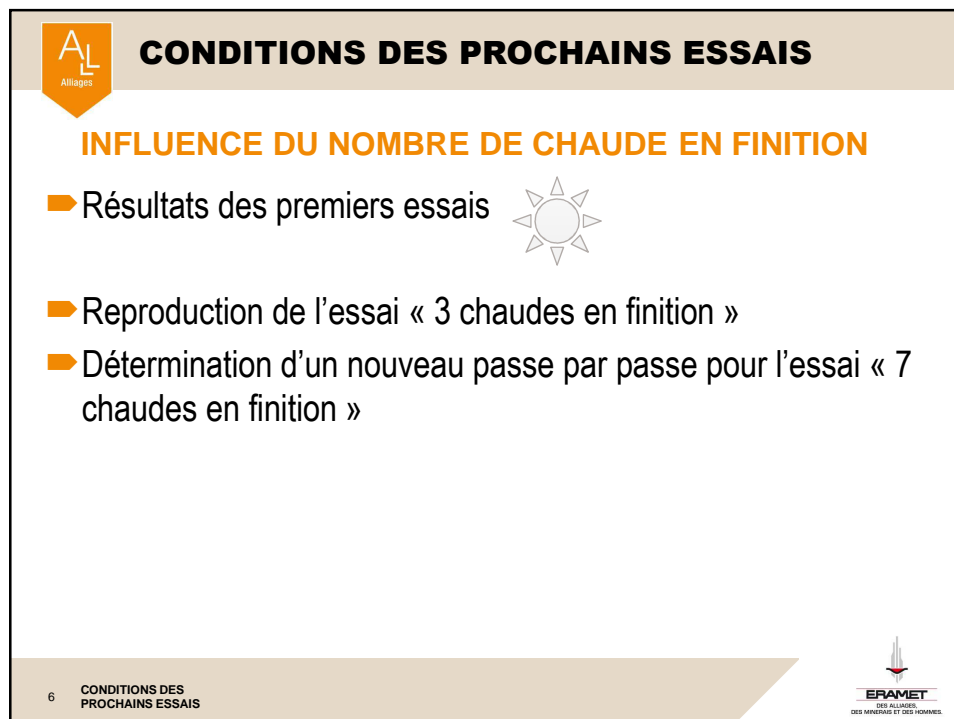 AL
L
Alliages
CONDITIONS DES PROCHAINS ESSAIS
INFLUENCE DU NOMBRE DE CHAUDE EN FINITION
Résultats des premiers essais
Reproduction de l’essai « 3 chaudes en finition »
Détermination d’un nouveau passe par passe pour l’essai « 7
chaudes en finition »
6
CONDITIONS DES
PROCHAINS ESSAIS
ERAMET
DES ALLIAGES,
DES MINERAIS ET DES HOMMES.